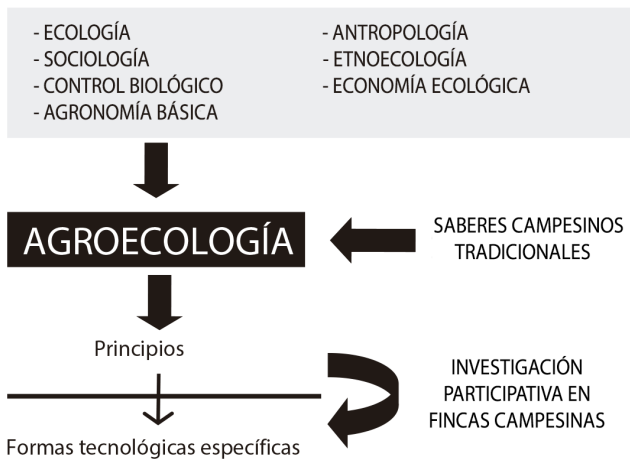 - ECOLOGÍA
- SOCIOLOGÍA
- CONTROL BIOLÓGICO
- AGRONOMÍA BÁSICA
- ANTROPOLOGÍA
- ETNOECOLOGÍA
- ECONOMÍA ECOLÓGICA
AGROECOLOGÍA
SABERES CAMPESINOS
TRADICIONALES
Principios
INVESTIGACIÓN
PARTICIPATIVA EN
FINCAS CAMPESINAS
Formas tecnológicas específicas